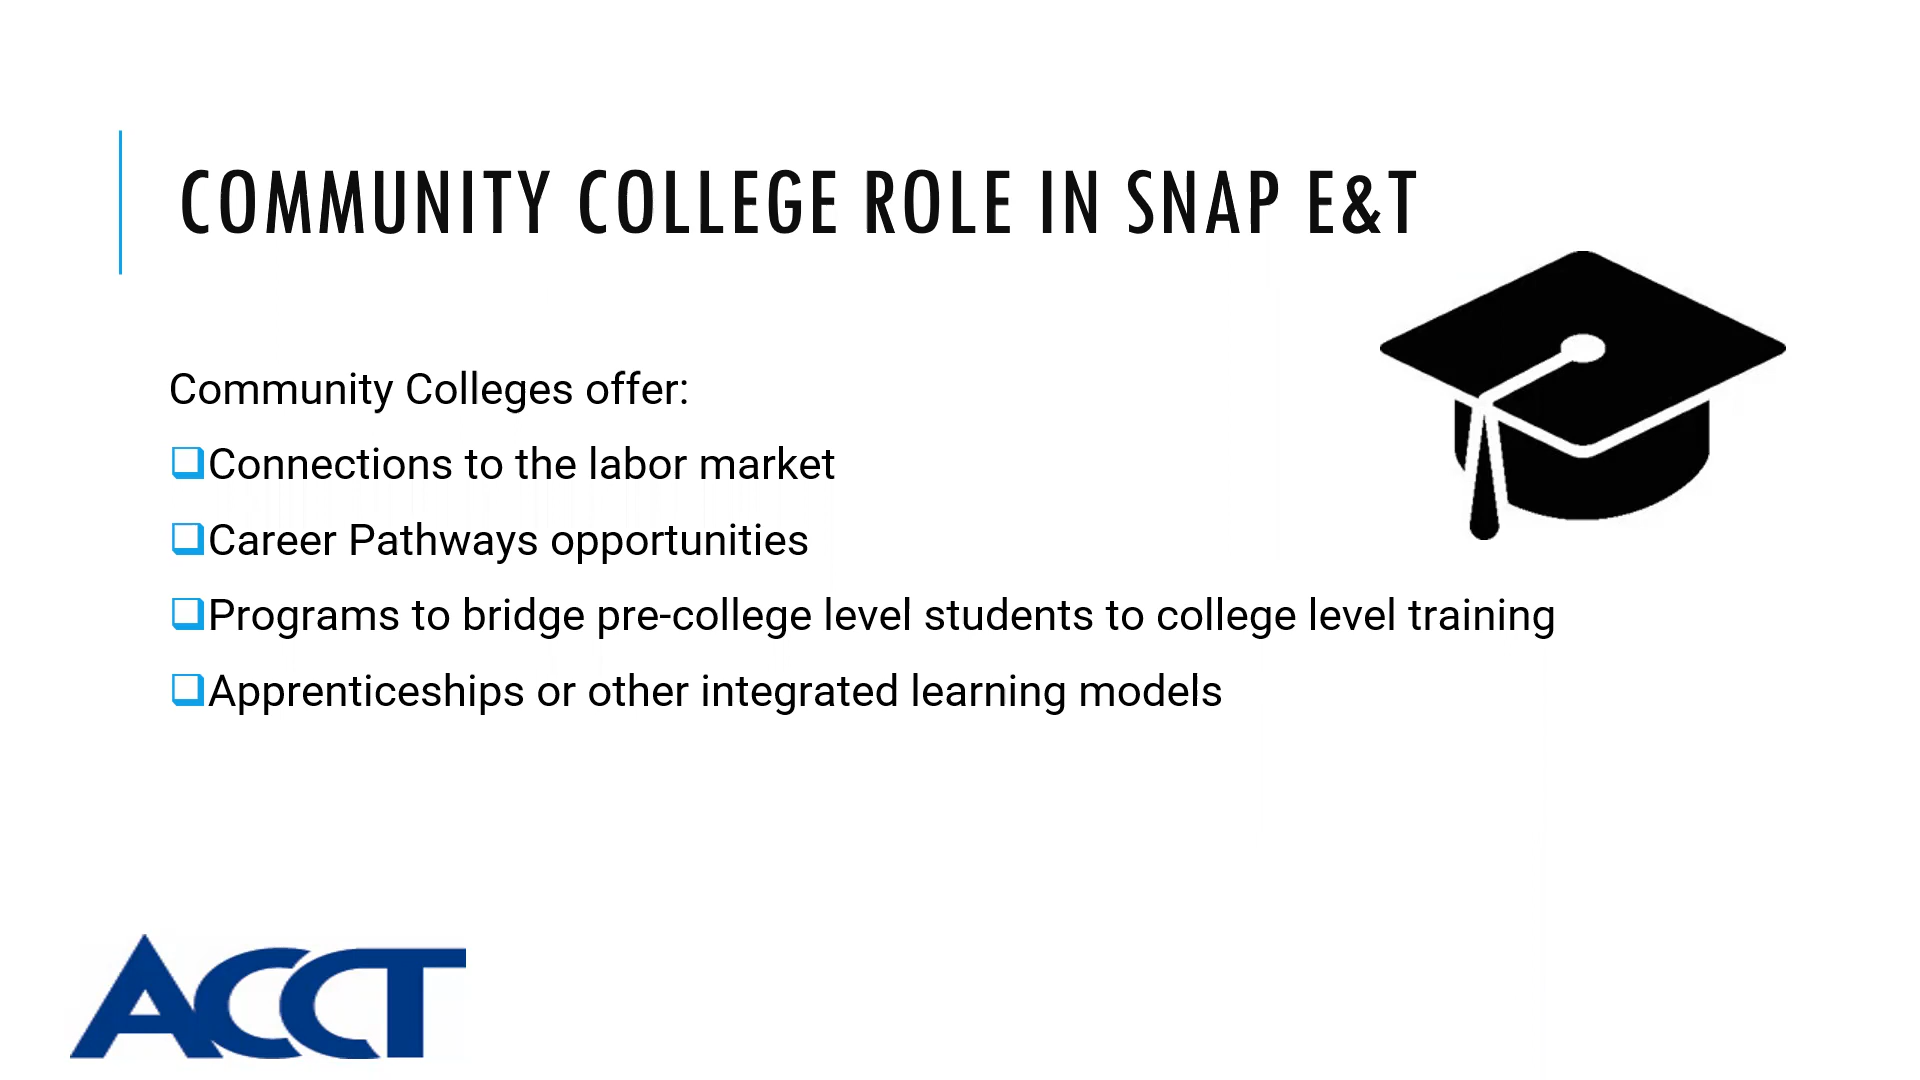 COMMUNITY COLLEGE ROLE IN SNAP E&T
Community Colleges offer:
Connections to the labor market
Career Pathways opportunities
Programs to bridge pre-college level students to college level training
Apprenticeships or other integrated learning models
ACCT